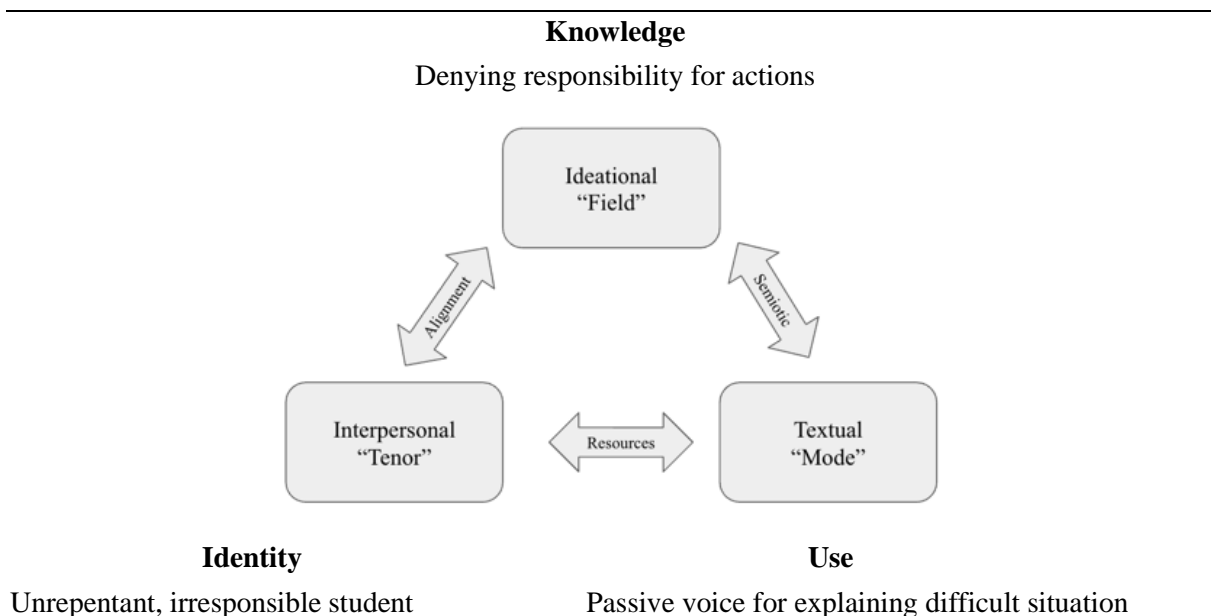 Knowledge
Denying responsibility for actions
Ideational
“Field”
Alignment
Semiotic
Interpersonal
“Tenor”
Resources
Textual
“Mode”
Identity
Use
Unrepentant, irresponsible student
Passive voice for explaining difficult situation